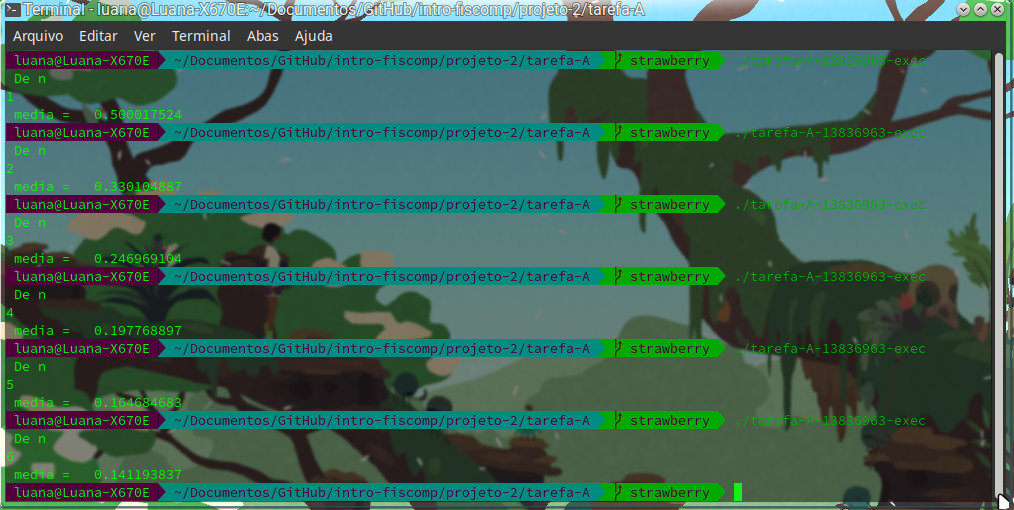 Terminal - luana@Luana-X670E:~/Documentos/GitHub/intro-fiscomp/projeto-2/tarefa-A
Arquivo Editar Ver Terminal Abas Ajuda
luana@Luana-X670E ~/Documentos/GitHub/intro-fiscomp/projeto-2/tarefa-A strawberry ./tarefa-A-13836963-exec
De n
1
media = 0.500017524
luana@Luana-X670E ~/Documentos/GitHub/intro-fiscomp/projeto-2/tarefa-A strawberry ./tarefa-A-13836963-exec
De n
2
media = 0.330104887
luana@Luana-X670E ~/Documentos/GitHub/intro-fiscomp/projeto-2/tarefa-A strawberry ./tarefa-A-13836963-exec
De n
3
media = 0.246969104
luana@Luana-X670E ~/Documentos/GitHub/intro-fiscomp/projeto-2/tarefa-A strawberry ./tarefa-A-13836963-exec
De n
4
media = 0.197768897
luana@Luana-X670E ~/Documentos/GitHub/intro-fiscomp/projeto-2/tarefa-A strawberry ./tarefa-A-13836963-exec
De n
5
media = 0.164684683
luana@Luana-X670E ~/Documentos/GitHub/intro-fiscomp/projeto-2/tarefa-A strawberry ./tarefa-A-13836963-exec
De n
6
media = 0.141193837
luana@Luana-X670E ~/Documentos/GitHub/intro-fiscomp/projeto-2/tarefa-A strawberry